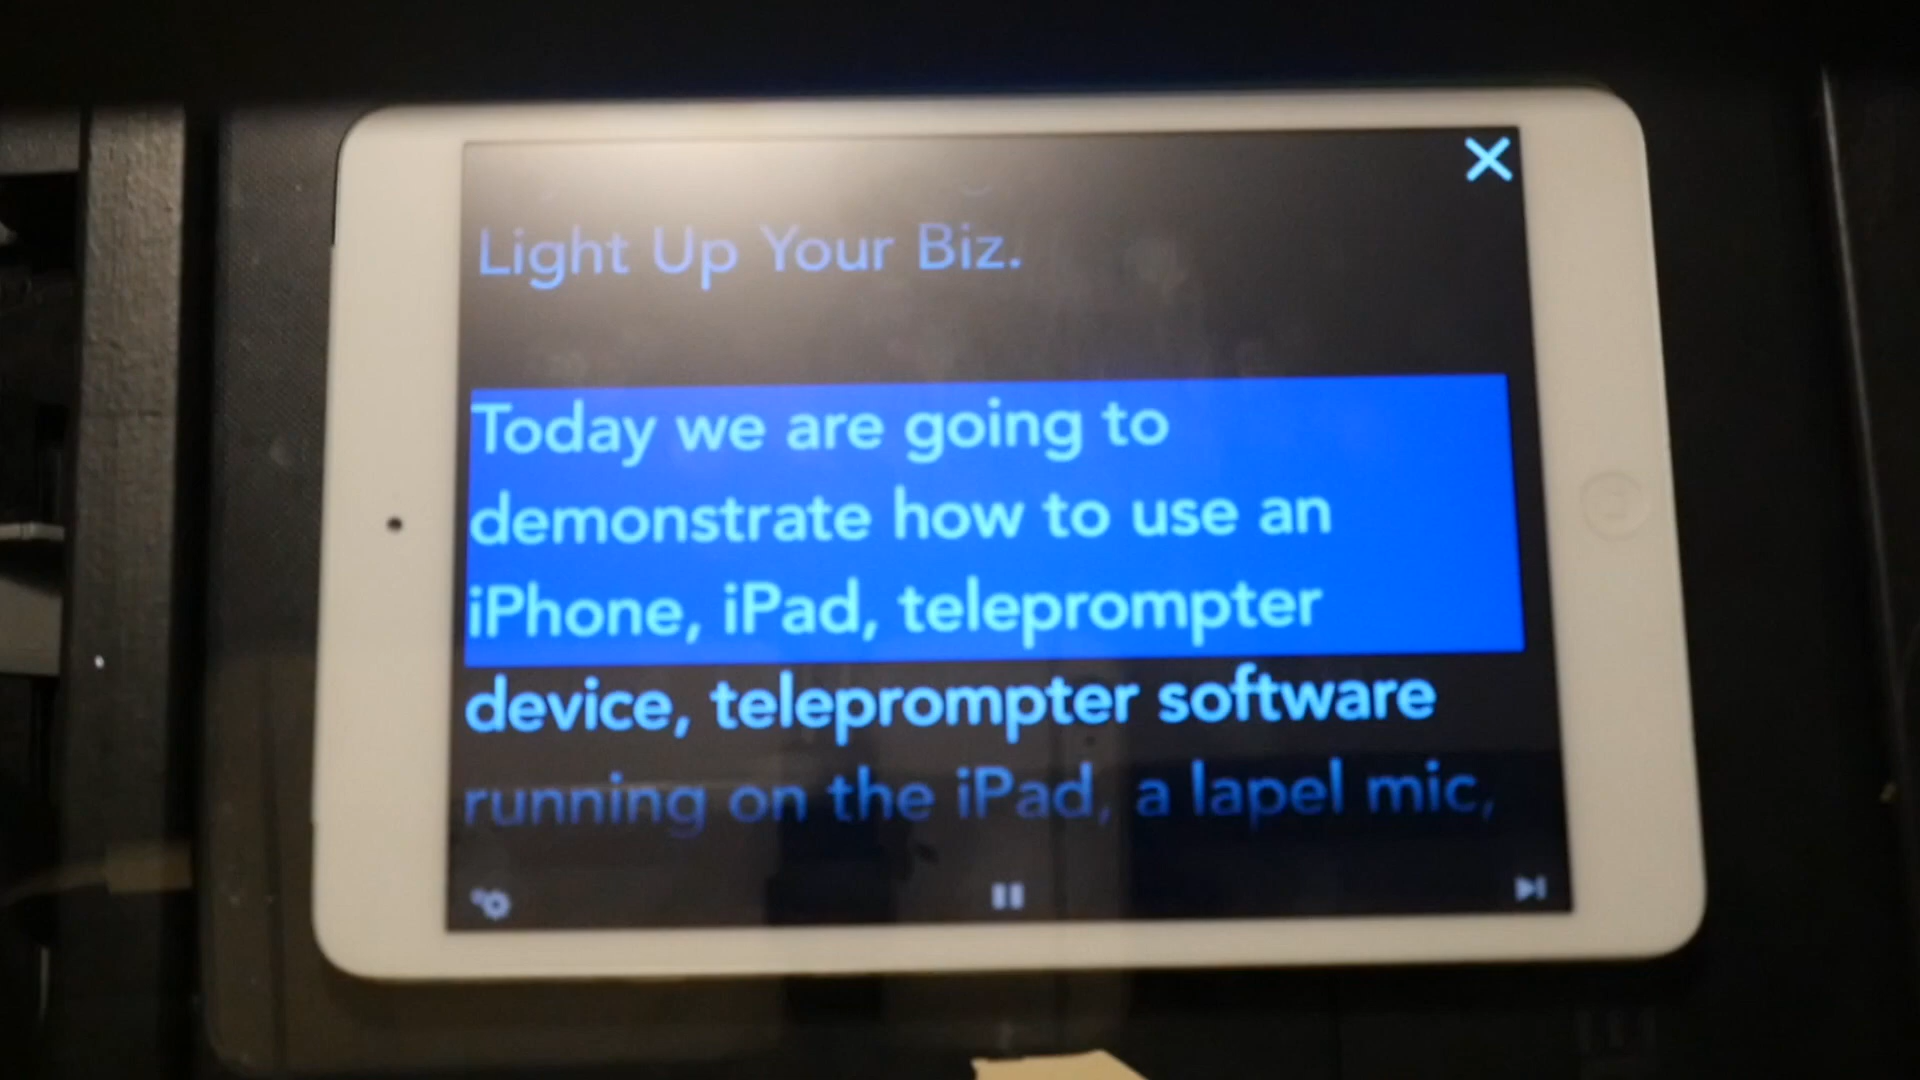 Light Up Your Biz.
Today we are going to
demonstrate how to use an
iPhone, iPad, teleprompter
device, teleprompter software
running on the iPad, a lapel mic,